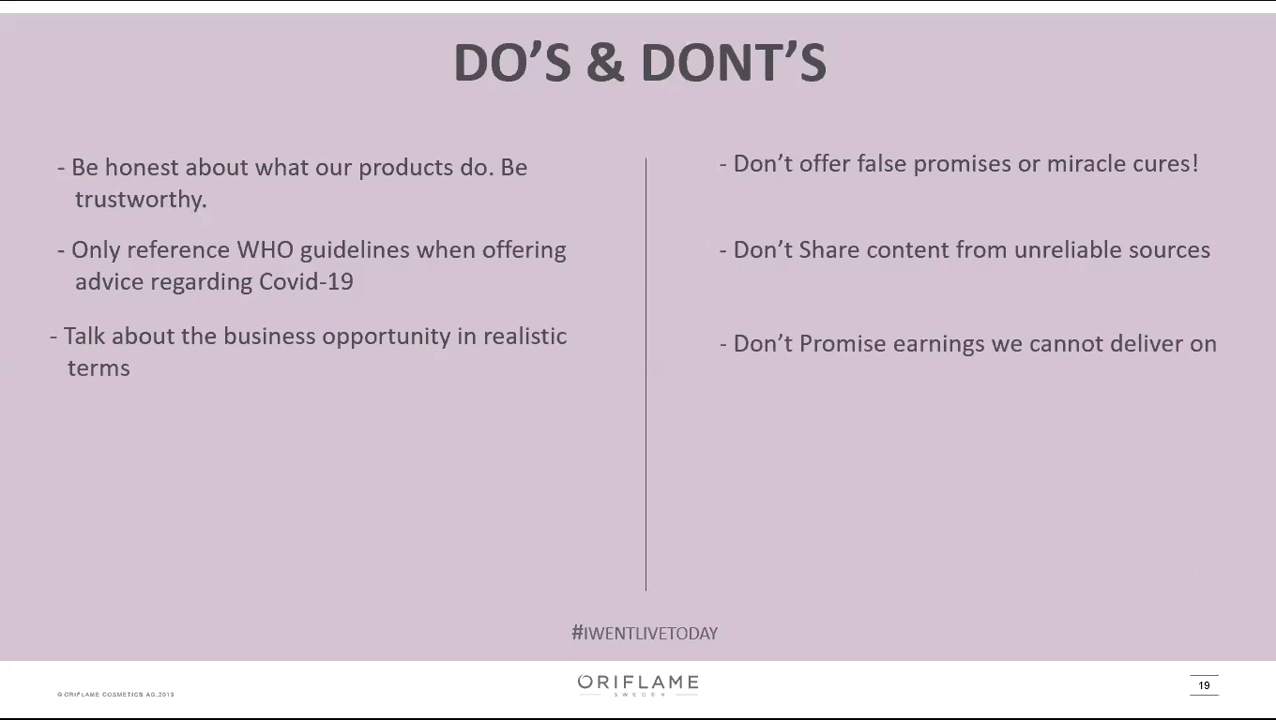 DO’S & DONT’S
- Be honest about what our products do. Be
trustworthy.
- Only reference WHO guidelines when offering
advice regarding Covid-19
- Talk about the business opportunity in realistic
terms
- Don’t offer false promises or miracle cures!
- Don’t Share content from unreliable sources
- Don’t Promise earnings we cannot deliver on
#IWENTLIVETODAY
© ORIFLAME COSMETICS AG, 2013
ORIFLAME
SWEDEN
19